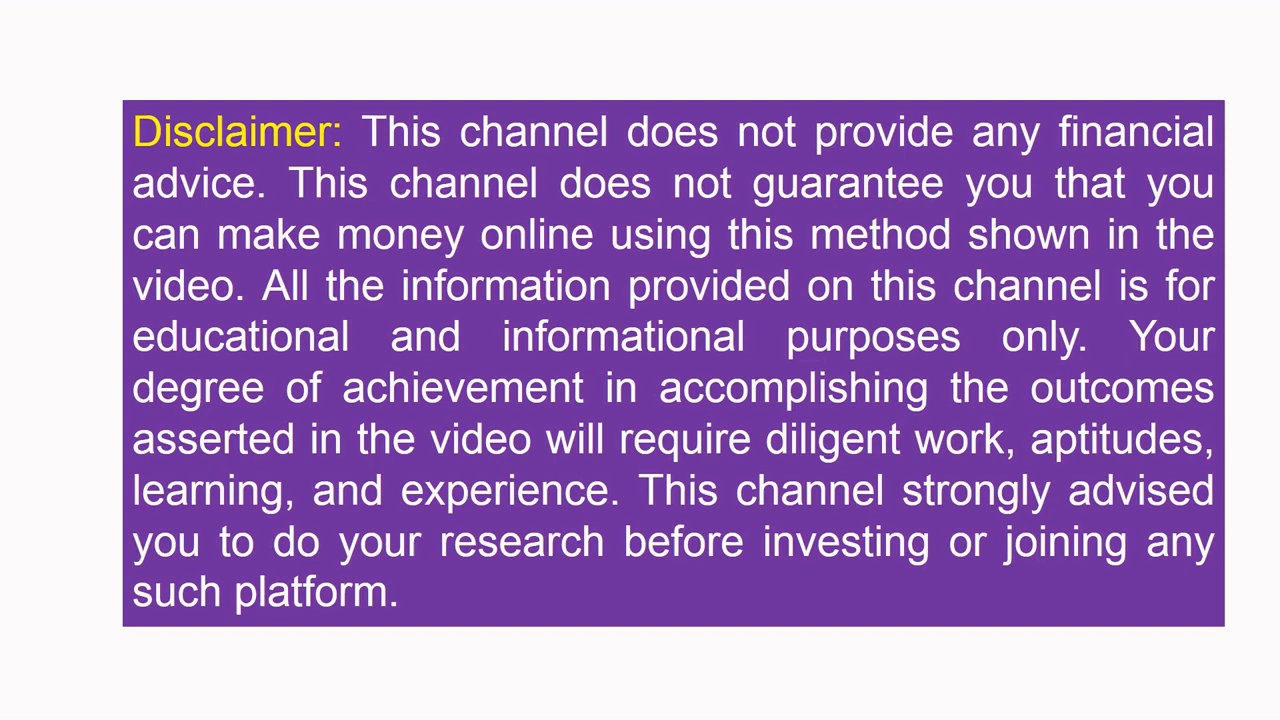 Disclaimer: This channel does not provide any financial
advice. This channel does not guarantee you that you
can make money online using this method shown in the
video. All the information provided on this channel is for
educational and informational purposes only. Your
degree of achievement in accomplishing the outcomes
asserted in the video will require diligent work, aptitudes,
learning, and experience. This channel strongly advised
you to do your research before investing or joining any
such platform.